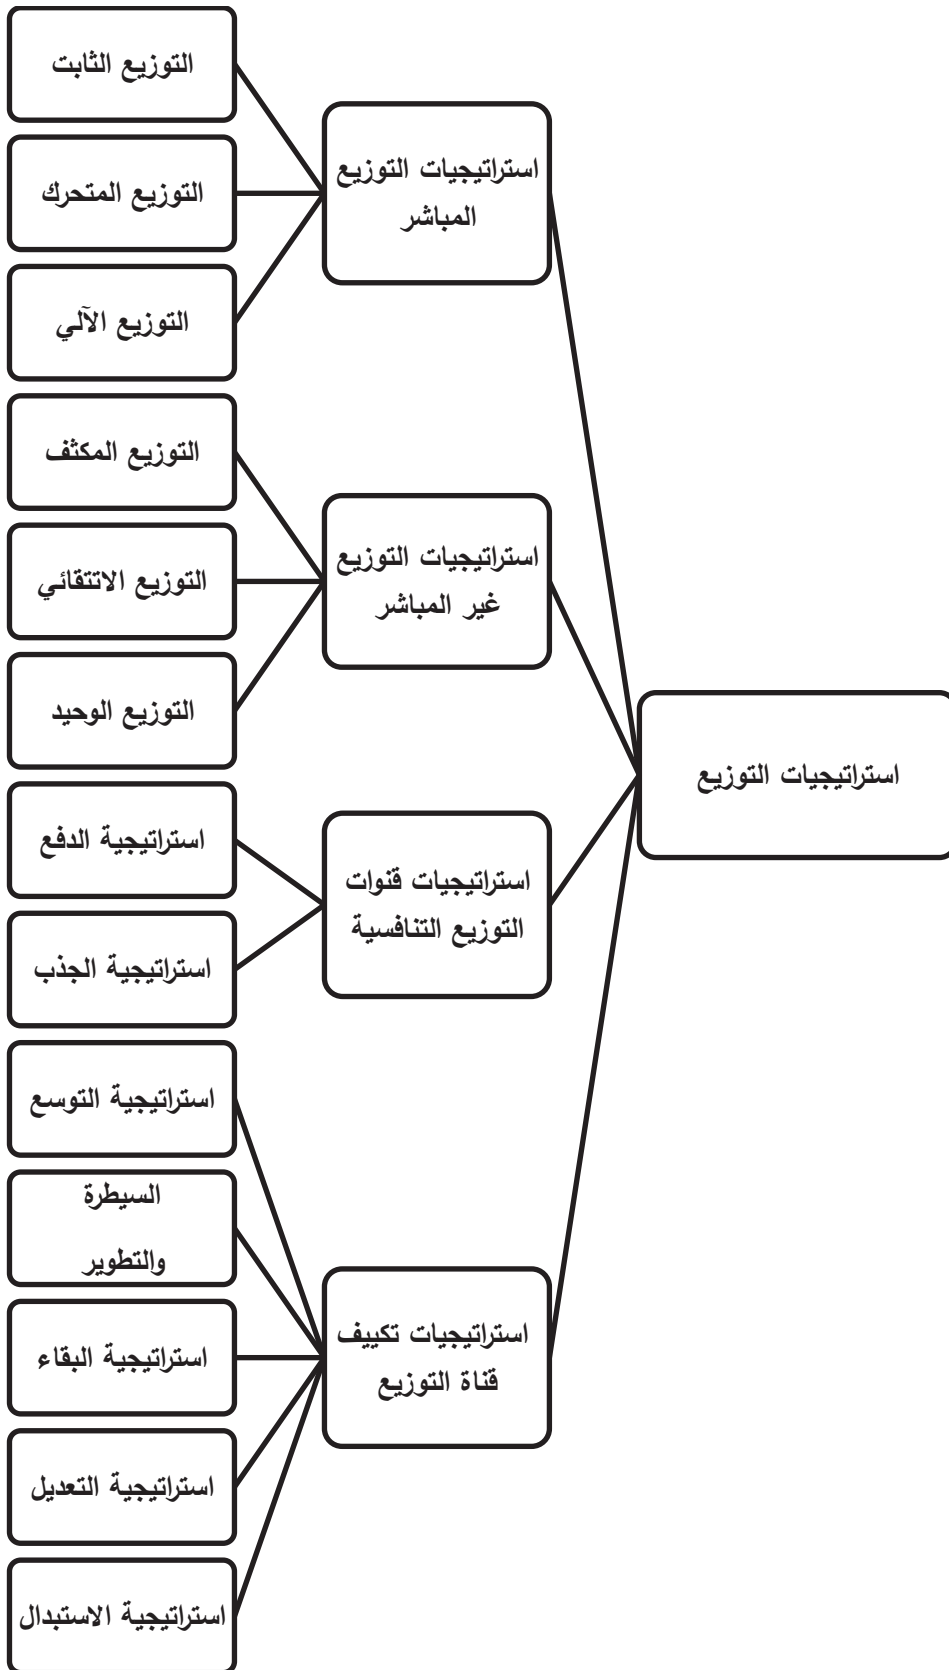 استراتيجيات التوزيع
استراتيجيات التوزيع
المباشر
التوزيع الثابت
التوزيع المتحرك
التوزيع الآلي
استراتيجيات التوزيع
غير المباشر
التوزيع المكثف
التوزيع الانتقائي
التوزيع الوحيد
استراتيجيات قنوات
التوزيع التنافسية
استراتيجية الدفع
استراتيجية الجذب
استراتيجيات تكييف
قناة التوزيع
استراتيجية التوسع
السيطرة
والتطوير
استراتيجية البقاء
استراتيجية التعديل
استراتيجية الاستبدال